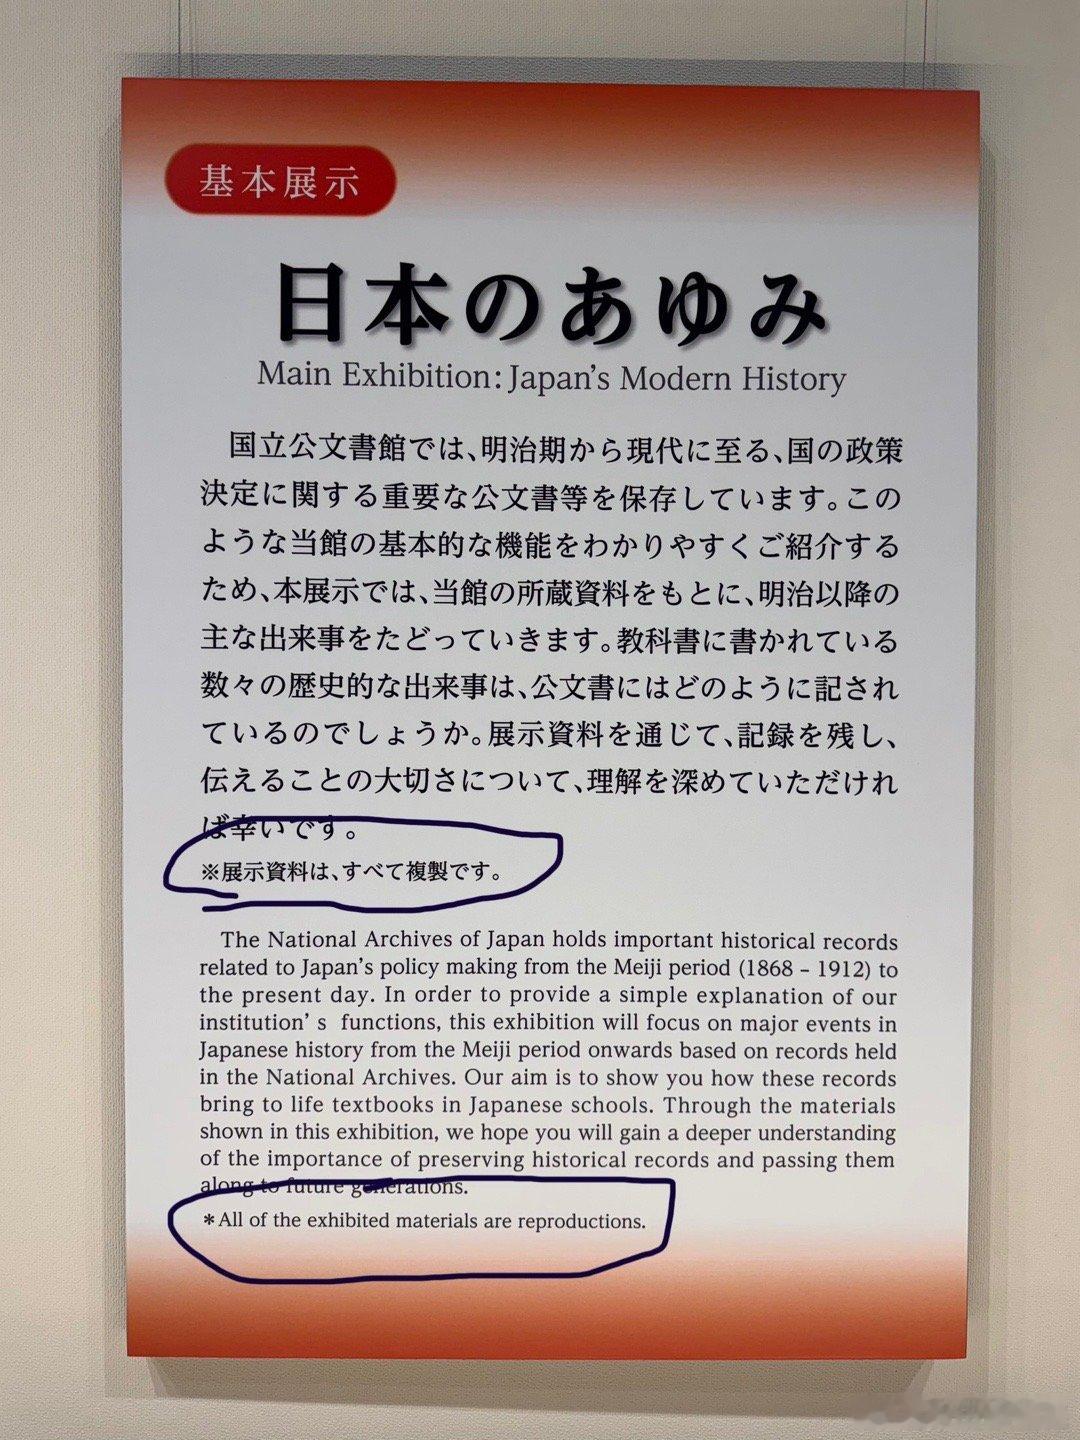 基本展示
日本のあゆみ
Main Exhibition: Japan's Modern History
国立公文書館では、明治期から現代に至る、国の政策
決定に関する重要な公文書等を保存しています。この
ような当館の基本的な機能をわかりやすくご紹介する
ため、本展示では、当館の所蔵資料をもとに、明治以降の
主な出来事をたどっていきます。教科書に書かれている
数々の歴史的な出来事は、公文書にはどのように記され
ているのでしょうか。展示資料を通じて、記録を残し、
伝えることの大切さについて、理解を深めていただけれ
ば幸いです。
※展示資料は、すべて複製です。
The National Archives of Japan holds important historical records
related to Japan's policy making from the Meiji period (1868 – 1912) to
the present day. In order to provide a simple explanation of our
institution' s functions, this exhibition will focus on major events in
Japanese history from the Meiji period onwards based on records held
in the National Archives. Our aim is to show you how these records
bring to life textbooks in Japanese schools. Through the materials
shown in this exhibition, we hope you will gain a deeper understanding
of the importance of preserving historical records and passing them
along to future generations.
*All of the exhibited materials are reproductions.